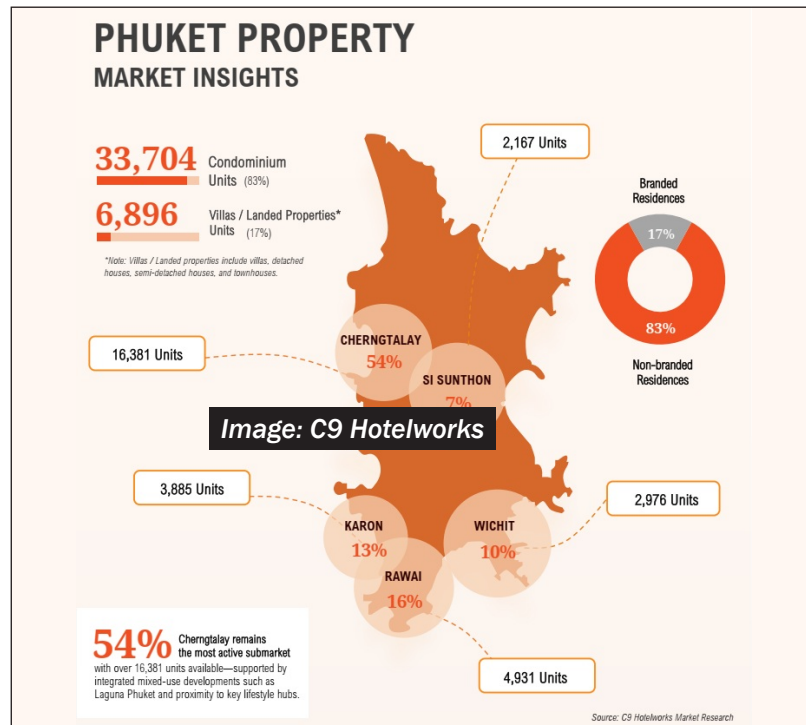 PHUKET PROPERTY
MARKET INSIGHTS
33,704 Condominium
Units (83%)
6,896 Villas / Landed Properties*
Units (17%)
*Note: Villas / Landed properties include villas, detached
houses, semi-detached houses, and townhouses.
2,167 Units
Branded
Residences
17%
83%
Non-branded
Residences
16,381 Units
CHERNGTALAY
54%
SI SUNTHON
7%
Image: C9 Hotelworks
3,885 Units
2,976 Units
KARON
13%
WICHIT
10%
RAWAI
16%
4,931 Units
54% Cherngtalay remains
the most active submarket
with over 16,381 units available—supported by
integrated mixed-use developments such as
Laguna Phuket and proximity to key lifestyle hubs.
Source: C9 Hotelworks Market Research